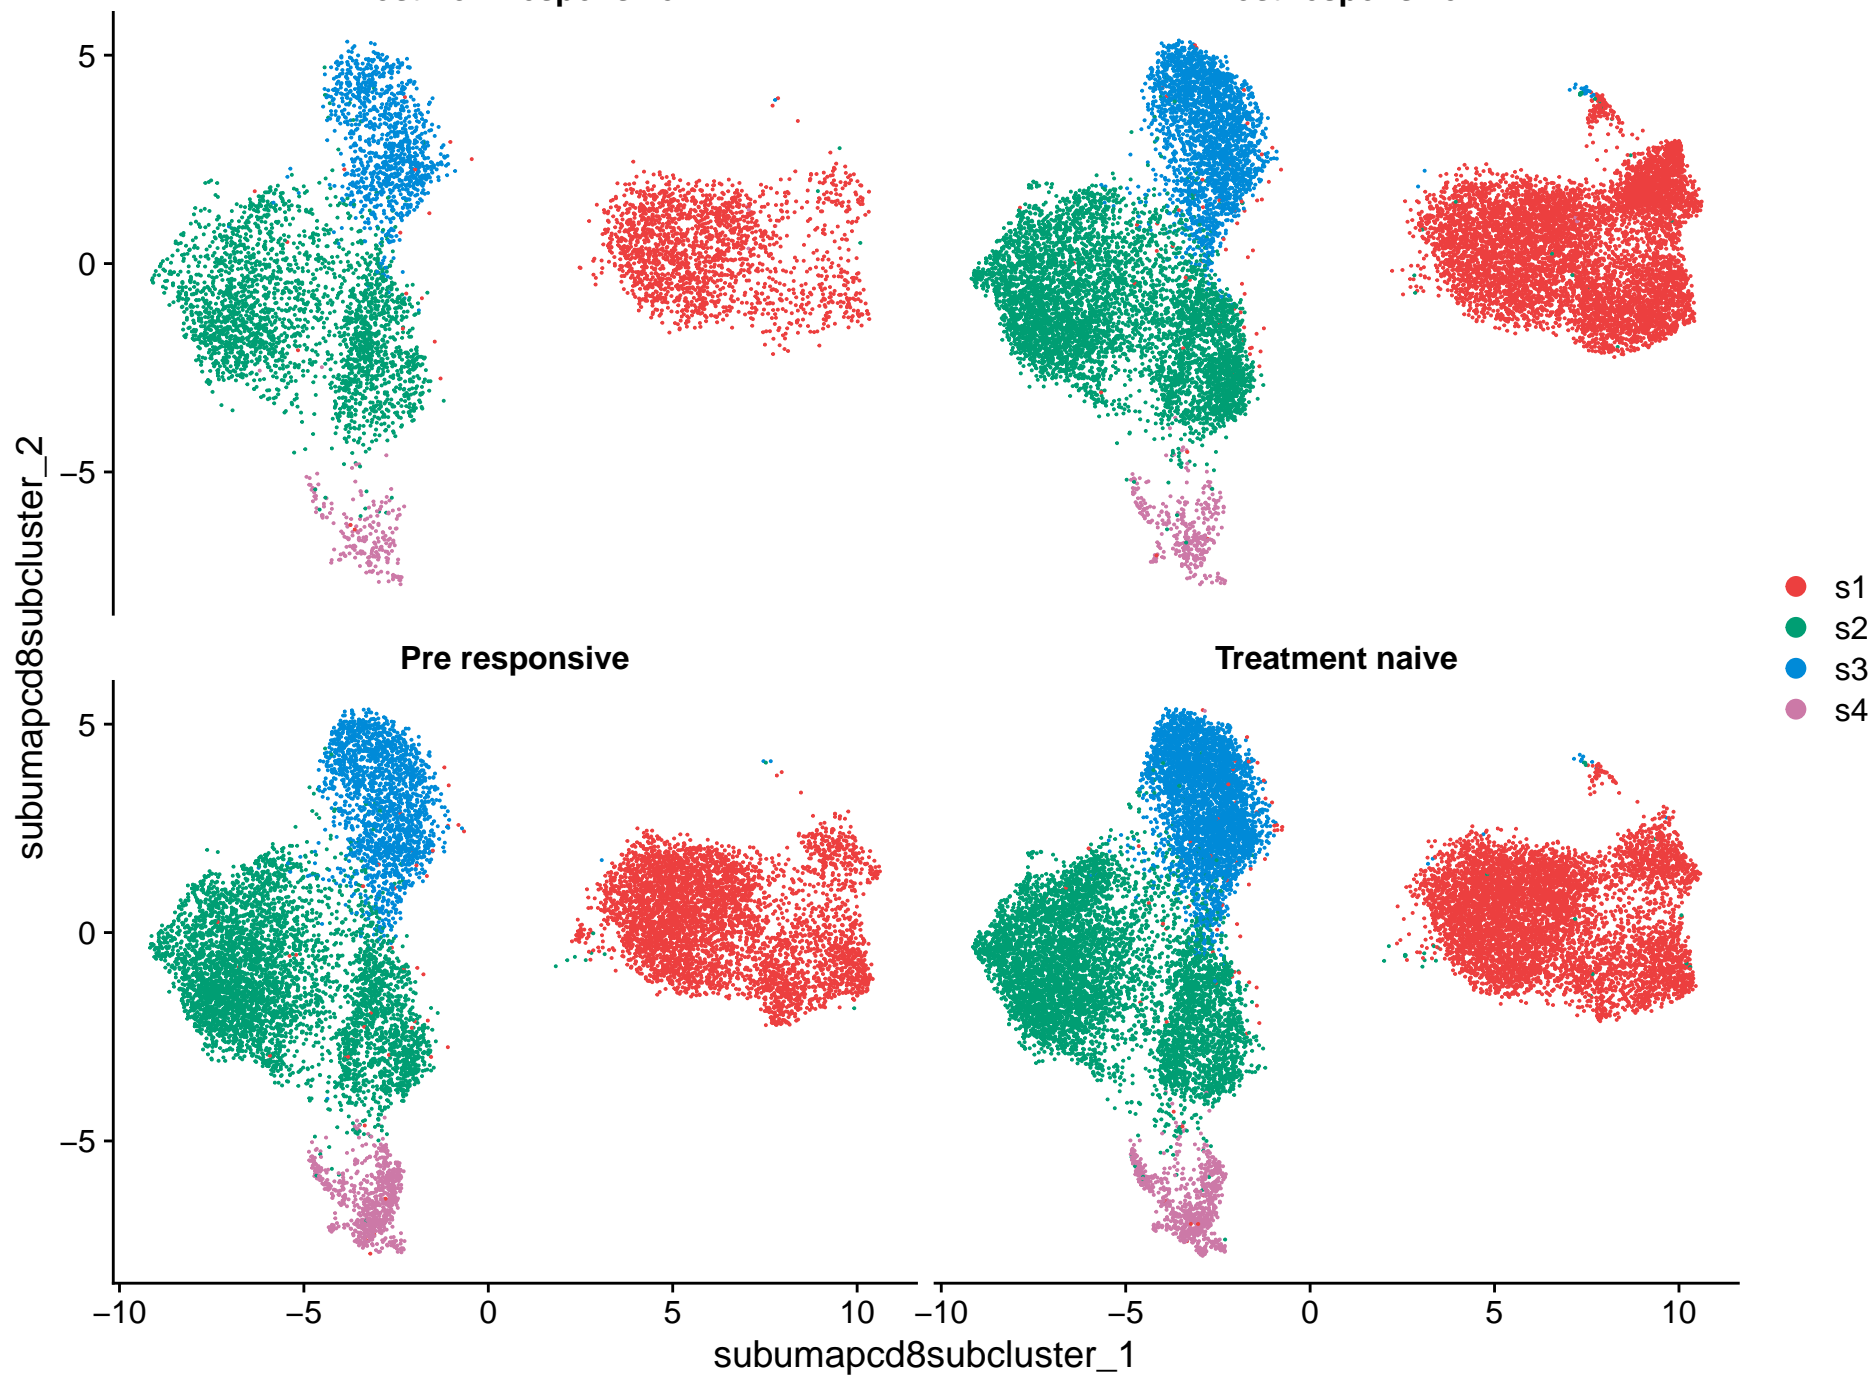 5
0
−5
Pre responsive
Treatment naive
5
0
−5
−10
−5
0
5
10
−10
−5
0
5
10
subumapcd8subcluster_1
subumapcd8subcluster_2
s1
s2
s3
s4